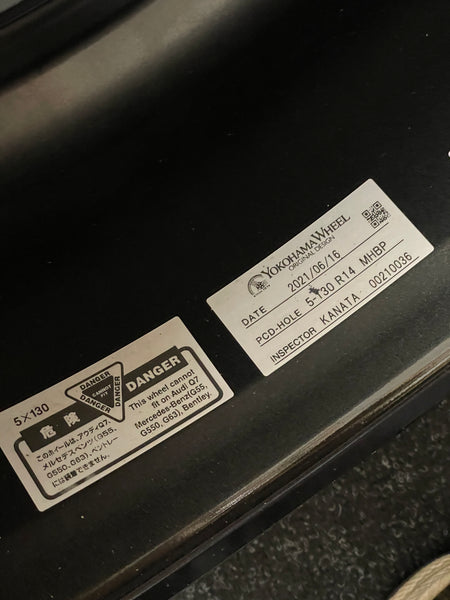 YOKOHAMA WHEEL
ORIGINAL DESIGN
DATE 2021/06/16
PCD-HOLE 5-130 R14 MHBP
INSPECTOR KANATA 00210036
5×130
DANGER
DANGER
DANGER
CANNOT
FIT
危険
DANGER
このホイールは、アウディQ7、
メルセデスベンツ(G55、
G550、G63)、ベントレー
には装着できません。
This wheel cannot
fit on Audi Q7
Mercedes-Benz(G55,
G550, G63), Bentley.